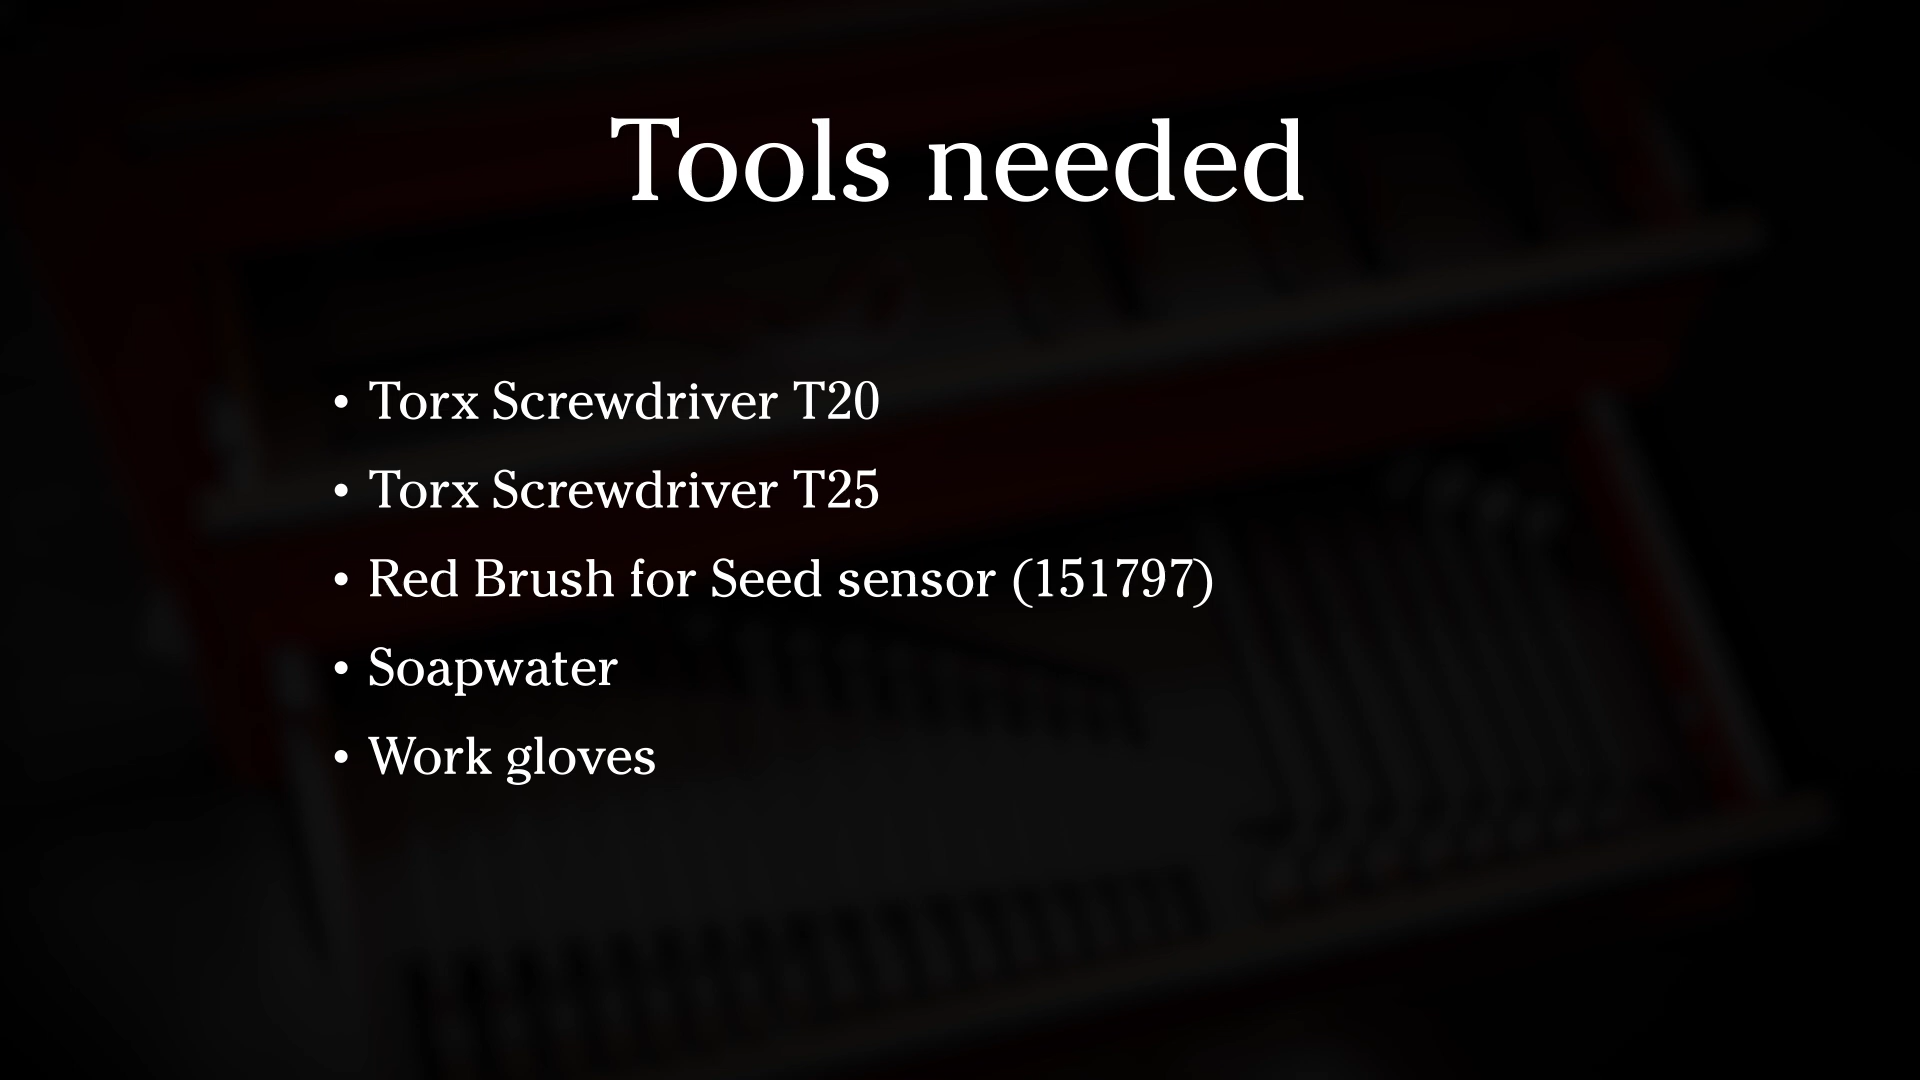 Tools needed
• Torx Screwdriver T20
• Torx Screwdriver T25
• Red Brush for Seed sensor (151797)
• Soapwater
• Work gloves